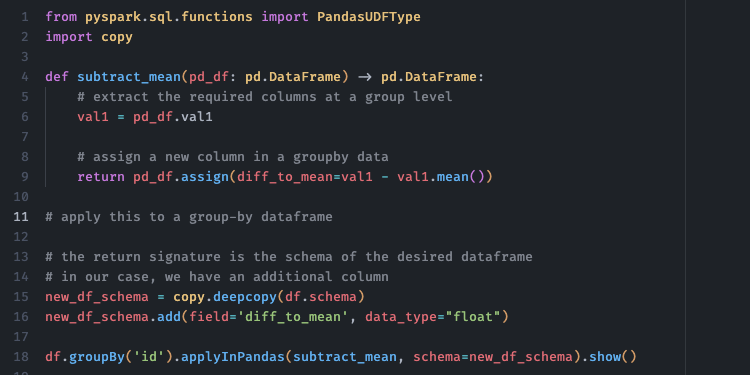 1 from pyspark.sql.functions import PandasUDFType
2 import copy
3
4 def subtract_mean(pd_df: pd.DataFrame) -> pd.DataFrame:
5     # extract the required columns at a group level
6     val1 = pd_df.val1
7
8     # assign a new column in a groupby data
9     return pd_df.assign(diff_to_mean=val1 - val1.mean())
10
11 # apply this to a group-by dataframe
12
13 # the return signature is the schema of the desired dataframe
14 # in our case, we have an additional column
15 new_df_schema = copy.deepcopy(df.schema)
16 new_df_schema.add(field='diff_to_mean', data_type="float")
17
18 df.groupBy('id').applyInPandas(subtract_mean, schema=new_df_schema).show()